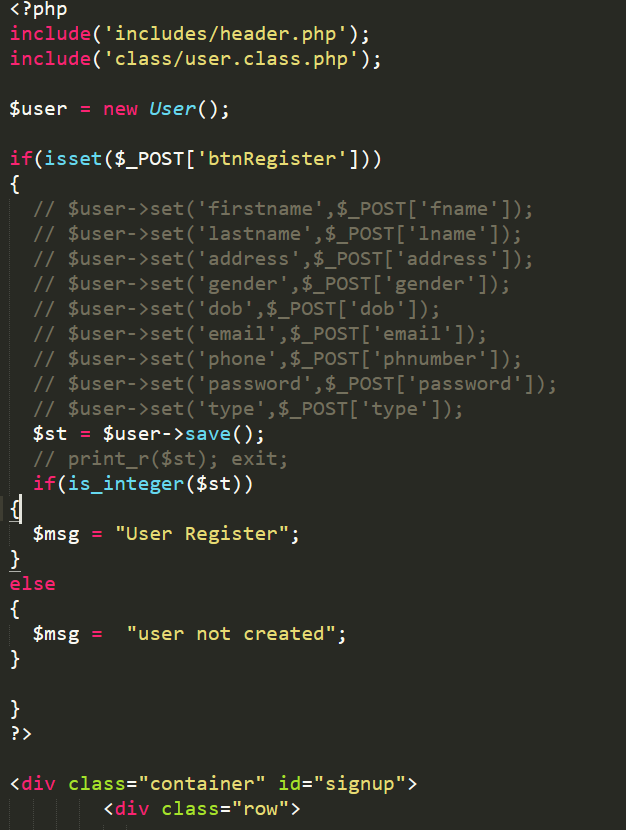 <?php
include('includes/header.php');
include('class/user.class.php');
$user = new User();
if(isset($_POST['btnRegister']))
{
// $user->set('firstname',$_POST['fname']);
// $user->set('lastname',$_POST['lname']);
// $user->set('address',$_POST['address']);
// $user->set('gender',$_POST['gender']);
// $user->set('dob',$_POST['dob']);
// $user->set('email',$_POST['email']);
// $user->set('phone',$_POST['phnumber']);
// $user->set('password',$_POST['password']);
// $user->set('type',$_POST['type']);
$st = $user->save();
// print_r($st); exit;
if(is_integer($st))
{
$msg = "User Register";
}
else
{
$msg =  "user not created";
}
}
?>
<div class="container" id="signup">
<div class="row">